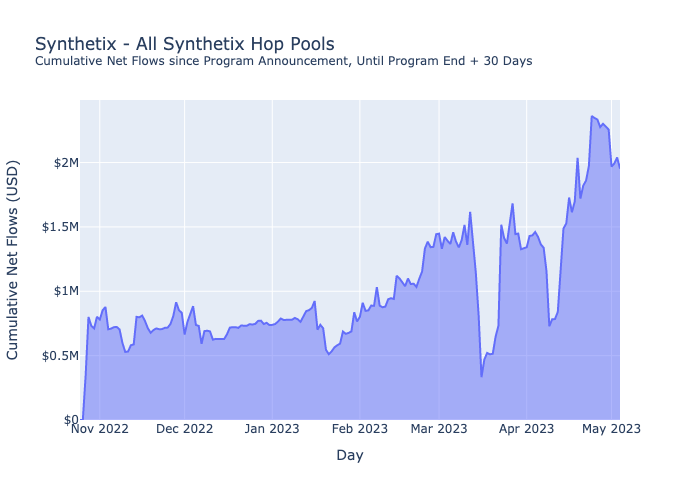 Synthetix - All Synthetix Hop Pools
Cumulative Net Flows since Program Announcement, Until Program End + 30 Days
Cumulative Net Flows (USD)
$2M
$1.5M
$1M
$0.5M
$0
Nov 2022 Dec 2022 Jan 2023 Feb 2023 Mar 2023 Apr 2023 May 2023
Day